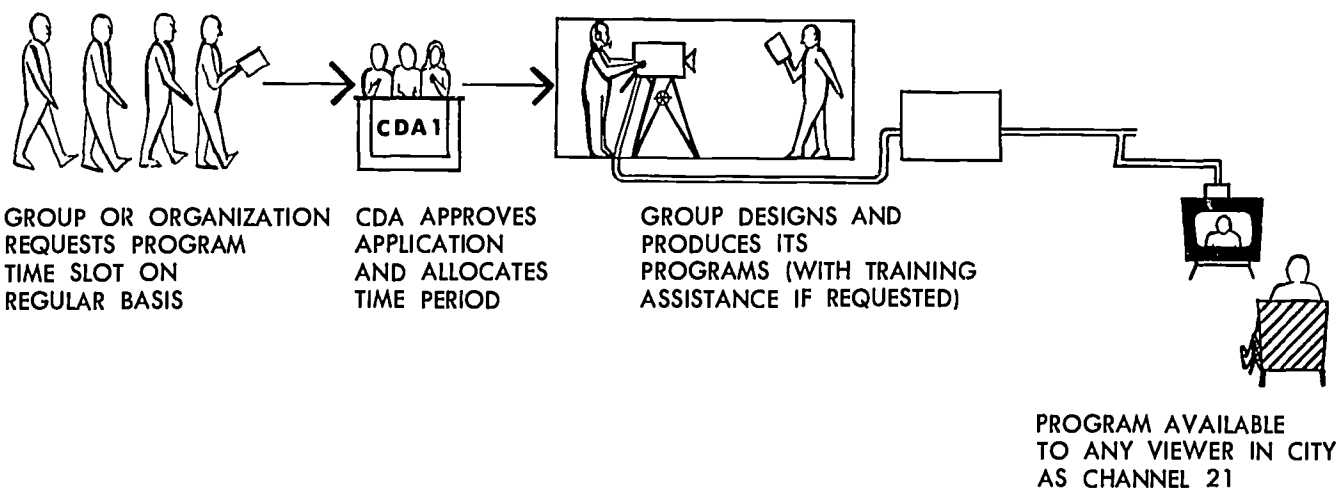 CDA1
GROUP OR ORGANIZATION
REQUESTS PROGRAM
TIME SLOT ON
REGULAR BASIS
CDA APPROVES
APPLICATION
AND ALLOCATES
TIME PERIOD
GROUP DESIGNS AND
PRODUCES ITS
PROGRAMS (WITH TRAINING
ASSISTANCE IF REQUESTED)
PROGRAM AVAILABLE
TO ANY VIEWER IN CITY
AS CHANNEL 21